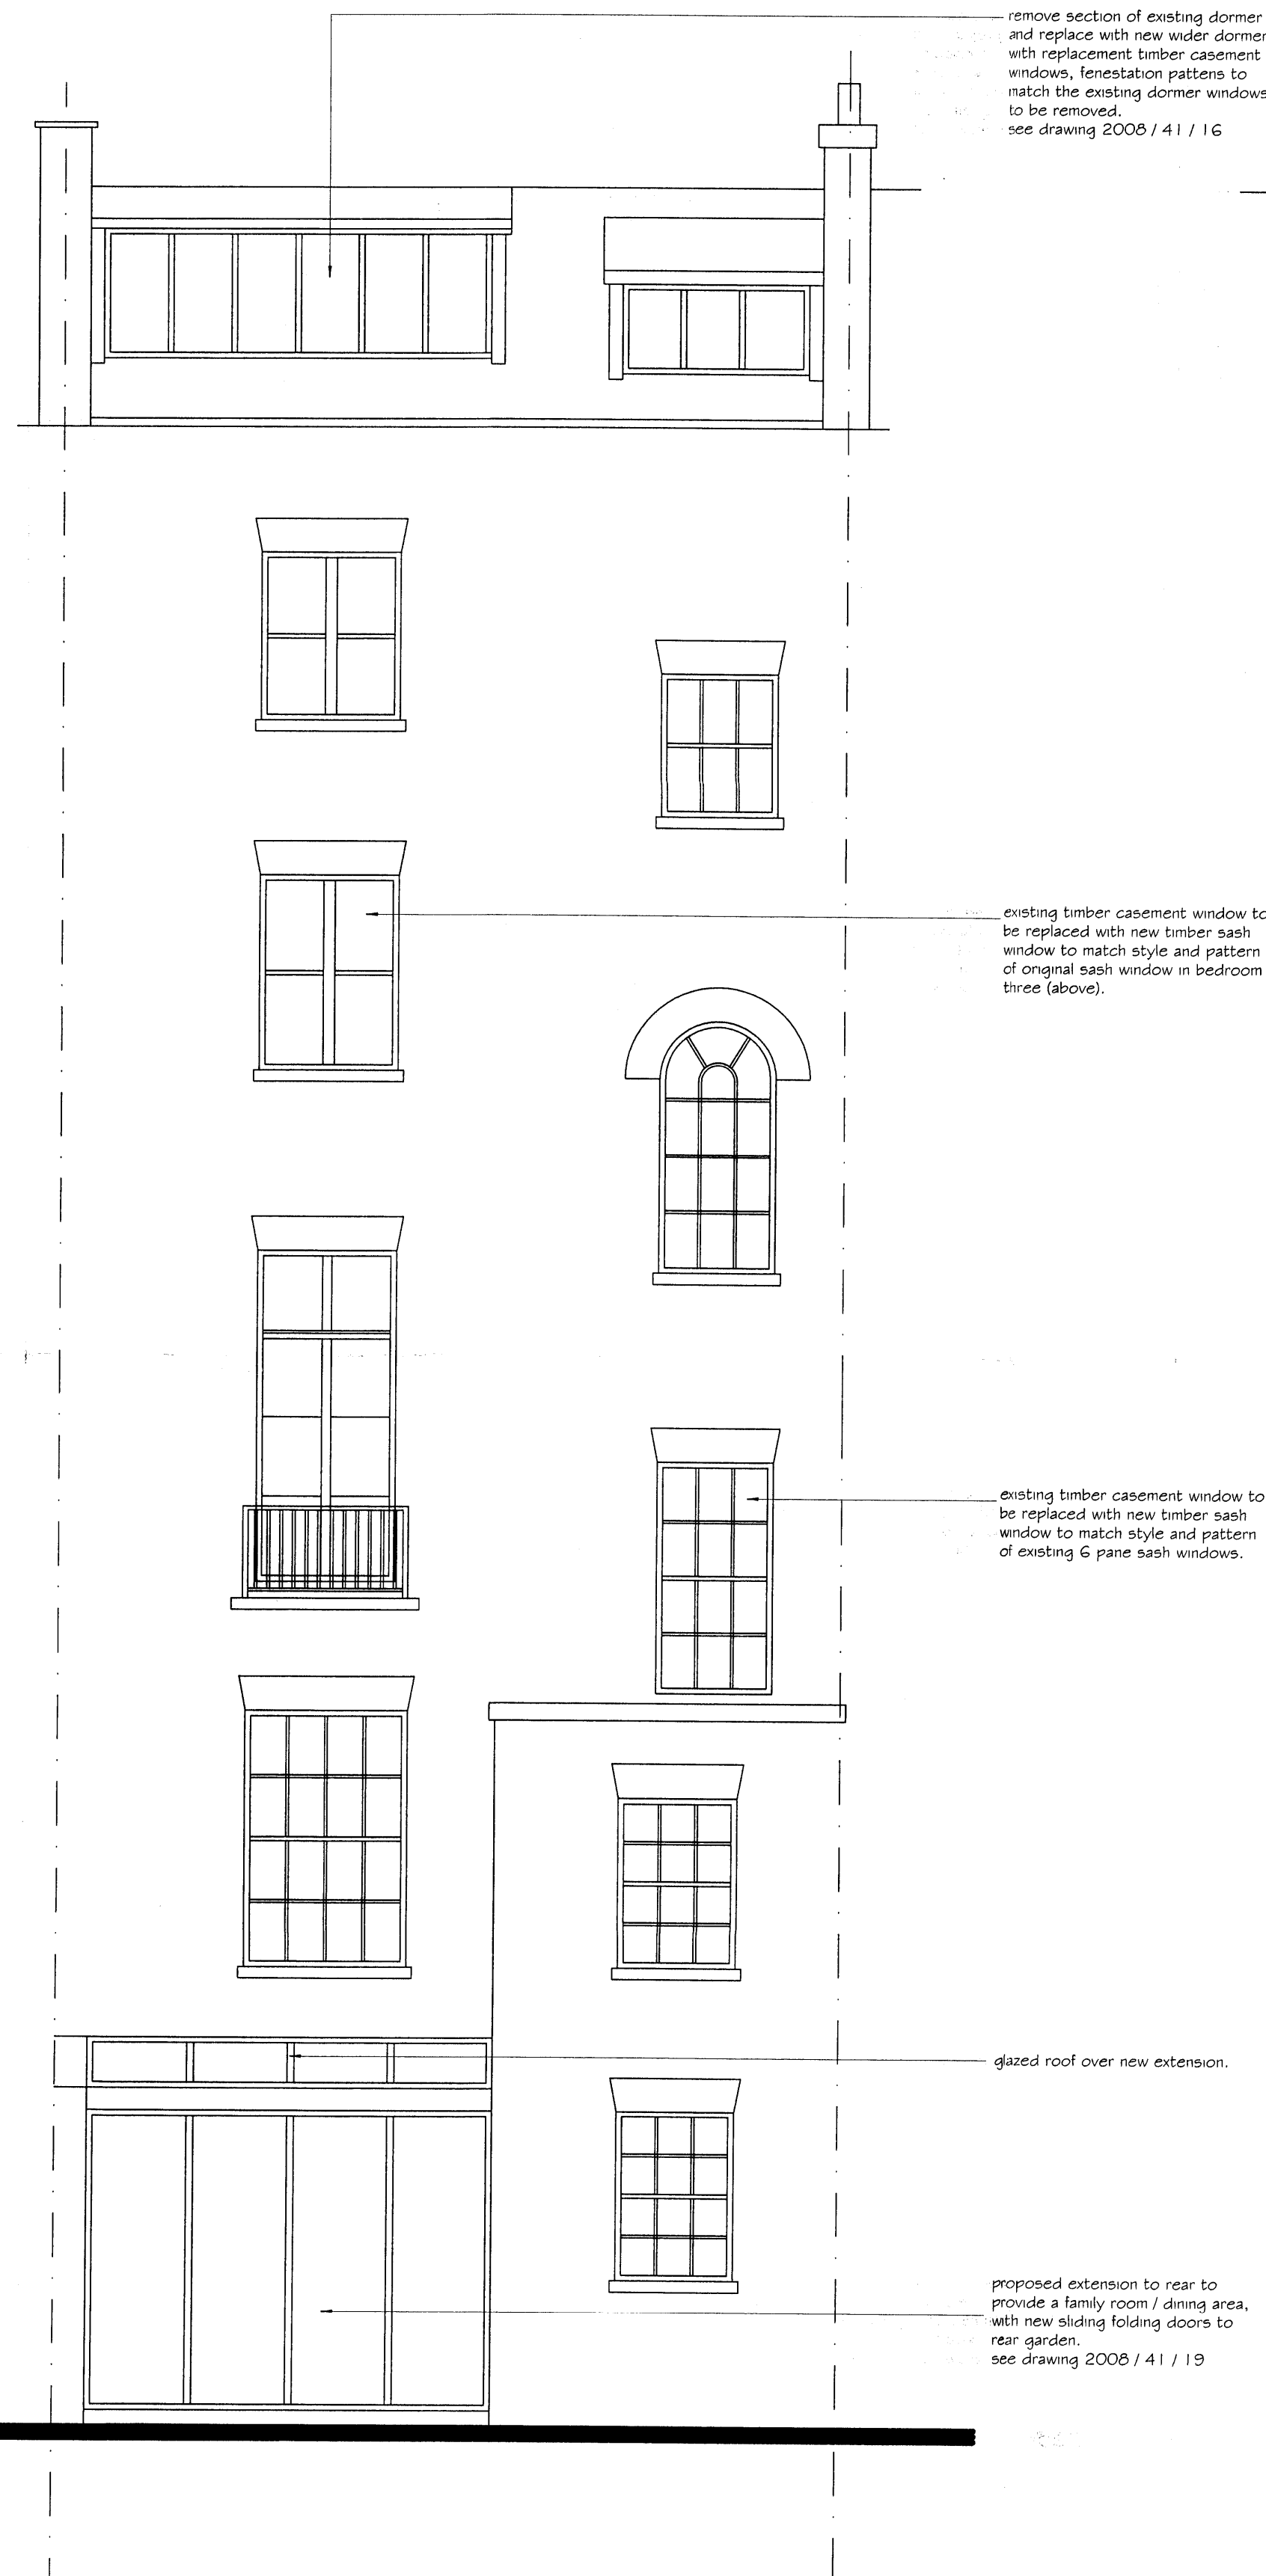 remove section of existing dormer
and replace with new wider dormer
with replacement timber casement
windows, fenestation pattens to
match the existing dormer windows
to be removed.
see drawing 2008 / 41 / 16
existing timber casement window to
be replaced with new timber sash
window to match style and pattern
of original sash window in bedroom
three (above).
existing timber casement window to
be replaced with new timber sash
window to match style and pattern
of existing 6 pane sash windows.
glazed roof over new extension.
proposed extension to rear to
provide a family room / dining area,
with new sliding folding doors to
rear garden.
see drawing 2008 / 41 / 19